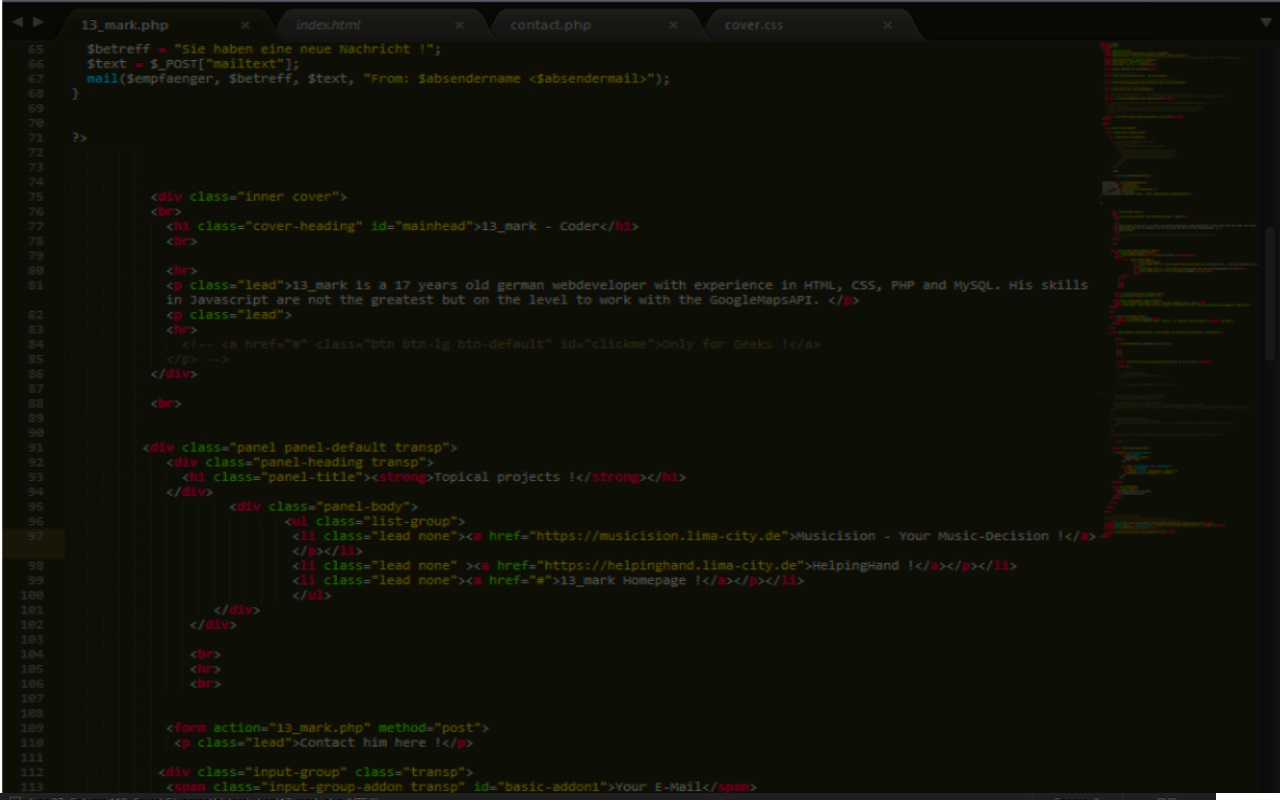 13_mark.php × index.html × contact.php × cover.css ×
65 $betreff = "Sie haben eine neue Nachricht !";
66 $text = $_POST["mailtext"];
67 mail($empfaenger, $betreff, $text, "From: $absendername <$absendermail>");
68 }
69
70
71 ?>
72
73
74
75 <div class="inner cover">
76 <br>
77 <h1 class="cover-heading" id="mainhead">13_mark - Coder</h1>
78 <br>
79
80 <hr>
81 <p class="lead">13_mark is a 17 years old german webdeveloper with experience in HTML, CSS, PHP and MySQL. His skills
in Javascript are not the greatest but on the level to work with the GoogleMapsAPI. </p>
82 <p class="lead">
83 <hr>
84 <!-- <a href="#" class="btn btn-lg btn-default" id="clickme">Only for Geeks !</a>
85 </p> -->
86 </div>
87
88 <br>
89
90
91 <div class="panel panel-default transp">
92 <div class="panel-heading transp">
93 <h1 class="panel-title"><strong>Topical projects !</strong></h1>
94 </div>
95 <div class="panel-body">
96 <ul class="list-group">
97 <li class="lead none"><a href="https://musicision.lima-city.de">Musicision - Your Music-Decision !</a>
</p></li>
98 <li class="lead none" ><a href="https://helpinghand.lima-city.de">HelpingHand !</a></p></li>
99 <li class="lead none"><a href="#">13_mark Homepage !</a></p></li>
100 </ul>
101 </div>
102 </div>
103
104 <br>
105 <hr>
106 <br>
107
108
109 <form action="13_mark.php" method="post">
110 <p class="lead">Contact him here !</p>
111
112 <div class="input-group" class="transp">
113 <span class="input-group-addon transp" id="basic-addon1">Your E-Mail</span>